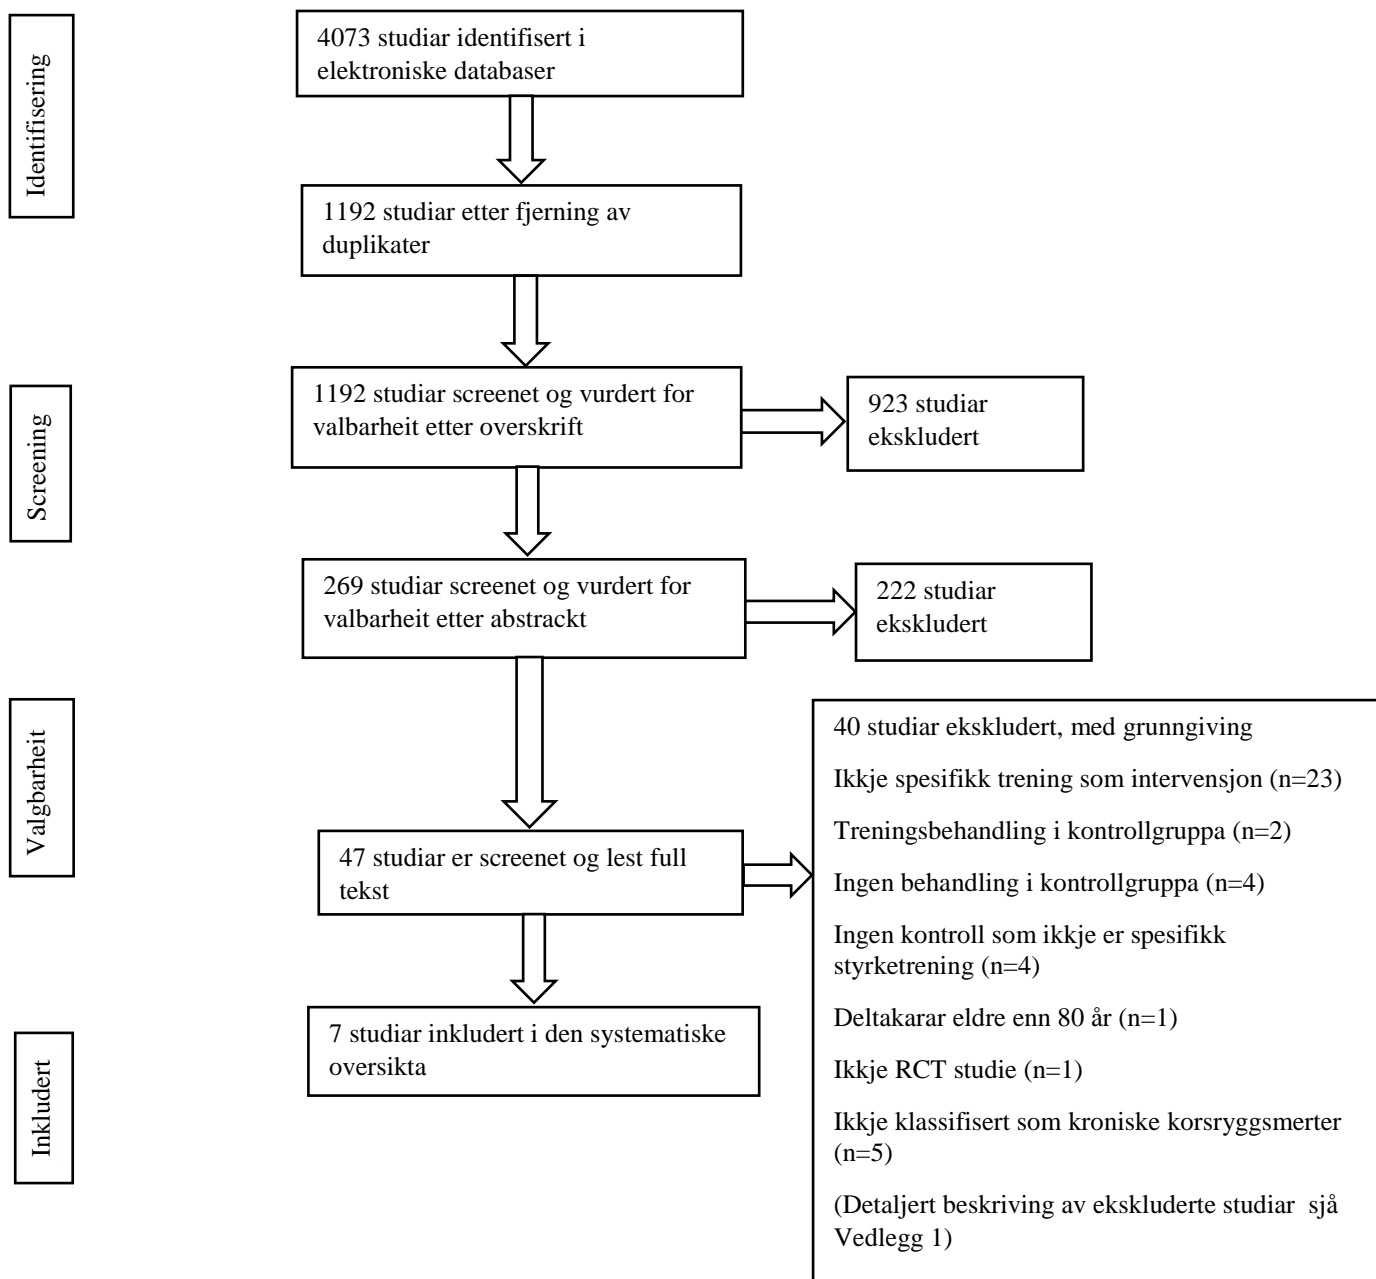 Identifisering
4073 studiar identifisert i
elektroniske databaser
1192 studiar etter fjerning av
duplikater
Screening
1192 studiar screenet og vurdert for
valbarheit etter overskrift
923 studiar
ekskludert
269 studiar screenet og vurdert for
valbarheit etter abstrackt
222 studiar
ekskludert
Valgbarheit
47 studiar er screenet og lest full
tekst
40 studiar ekskludert, med grunngiving
Ikkje spesifikk trening som intervensjon (n=23)
Treningsbehandling i kontrollgruppa (n=2)
Ingen behandling i kontrollgruppa (n=4)
Ingen kontroll som ikkje er spesifikk
styrketrening (n=4)
Deltakarar eldre enn 80 år (n=1)
Ikkje RCT studie (n=1)
Ikkje klassifisert som kroniske korsryggsmerter
(n=5)
(Detaljert beskriving av ekskluderte studiar sjå
Vedlegg 1)
Inkludert
7 studiar inkludert i den systematiske
oversikta